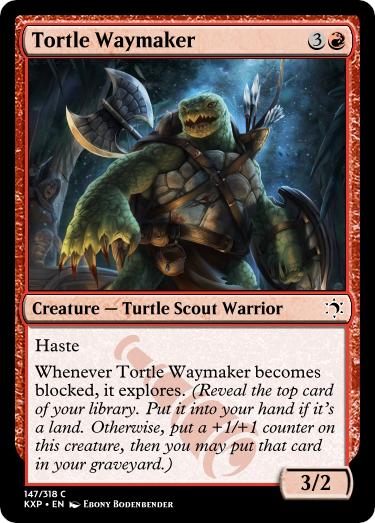 Tortle Waymaker 3
Creature — Turtle Scout Warrior
Haste
Whenever Tortle Waymaker becomes
blocked, it explores. (Reveal the top card
of your library. Put it into your hand if it's
a land. Otherwise, put a +1/+1 counter on
this creature, then you may put that card
in your graveyard.)
3/2
147/318 C
KXP • EN Ebony Bodenbender